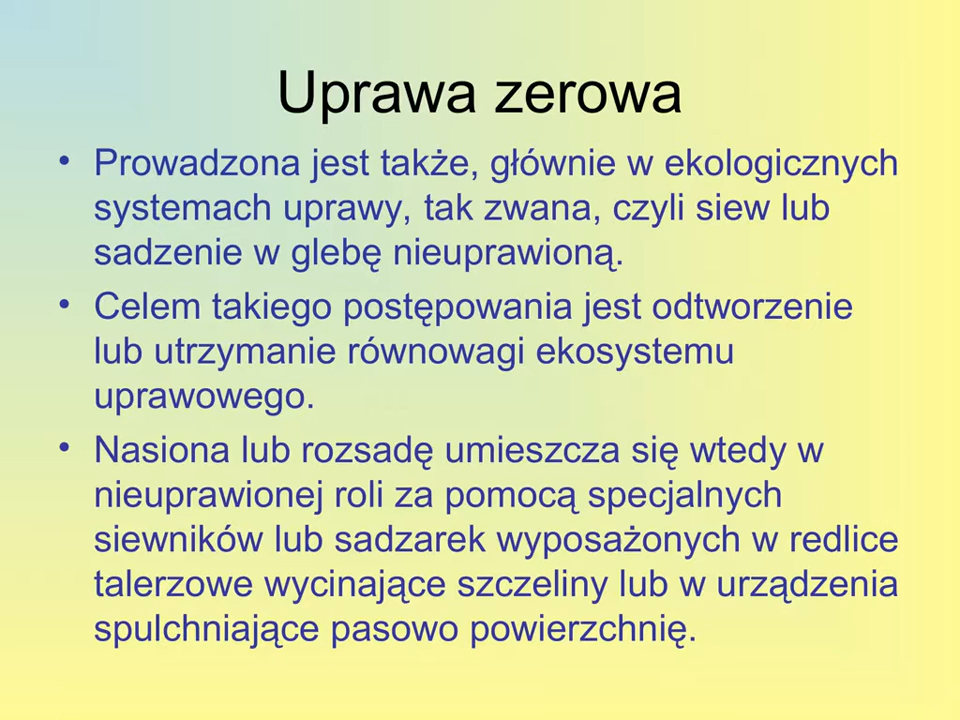 Uprawa zerowa
• Prowadzona jest także, głównie w ekologicznych
systemach uprawy, tak zwana, czyli siew lub
sadzenie w glebę nieuprawioną.
• Celem takiego postępowania jest odtworzenie
lub utrzymanie równowagi ekosystemu
uprawowego.
• Nasiona lub rozsadę umieszcza się wtedy w
nieuprawionej roli za pomocą specjalnych
siewników lub sadzarek wyposażonych w redlice
talerzowe wycinające szczeliny lub w urządzenia
spulchniające pasowo powierzchnię.